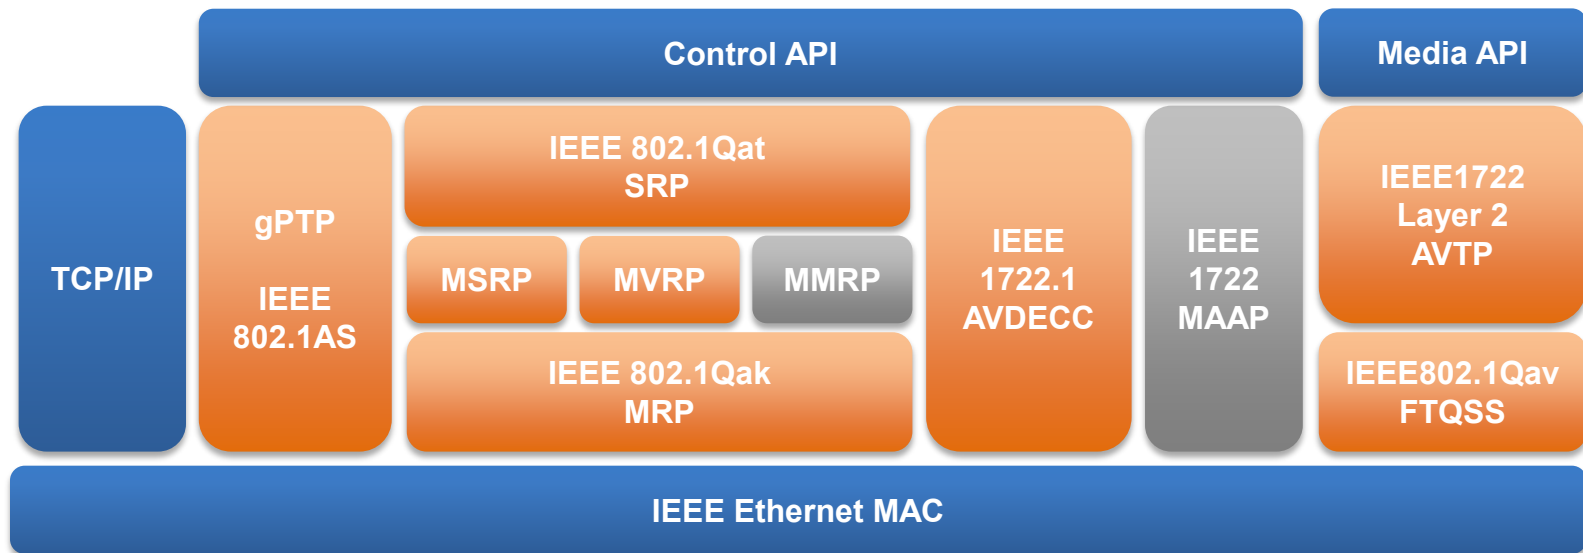 Control API
Media API
TCP/IP
gPTP
IEEE
802.1AS
IEEE 802.1Qat
SRP
MSRP
MVRP
MMRP
IEEE 802.1Qak
MRP
IEEE
1722.1
AVDECC
IEEE
1722
MAAP
IEEE1722
Layer 2
AVTP
IEEE802.1Qav
FTQSS
IEEE Ethernet MAC